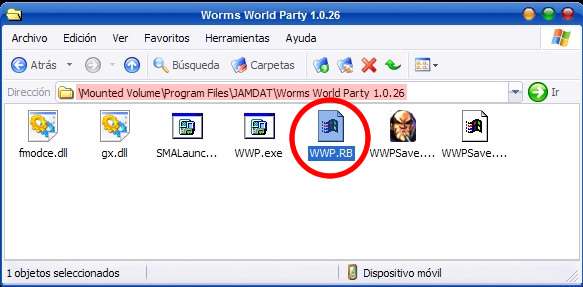 Worms World Party 1.0.26
Archivo Edición Ver Favoritos Herramientas Ayuda
Atrás Búsqueda Carpetas
Dirección \Mounted Volume\Program Files\JAMDAT\Worms World Party 1.0.26 Ir
fmodce.dll gx.dll SMALaunc... WWP.exe WWP.RB WWPSave.... WWPSave....
1 objetos seleccionados Dispositivo móvil